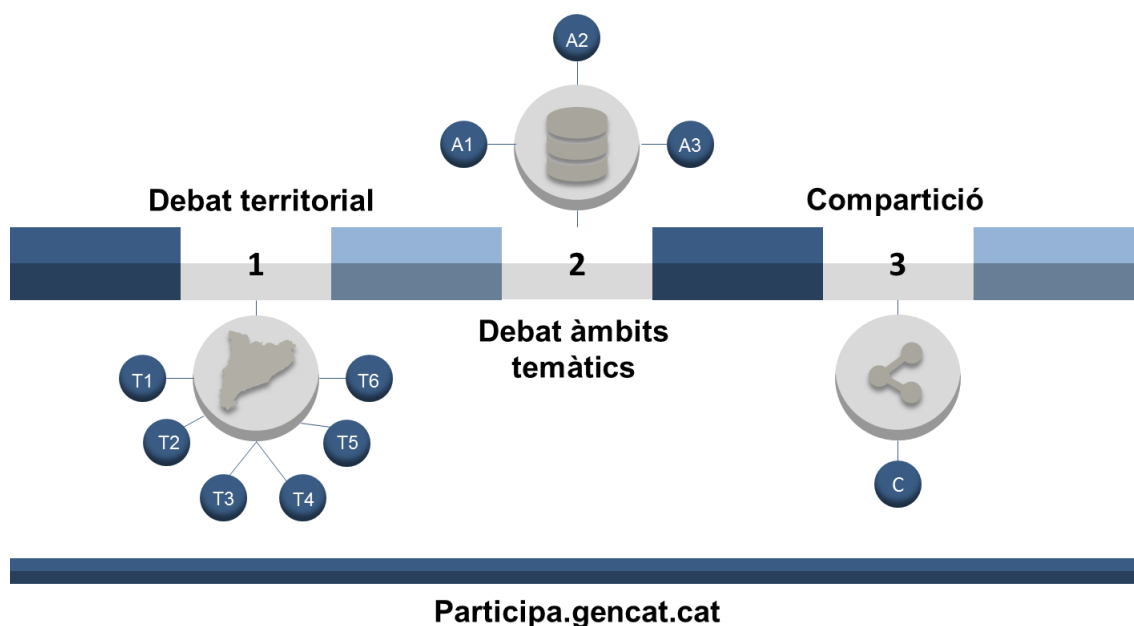 A2
A1
A3
Debat territorial
Compartició
1
2
3
Debat àmbits
temàtics
T1
T6
T2
T5
T3
T4
C
Participa.gencat.cat